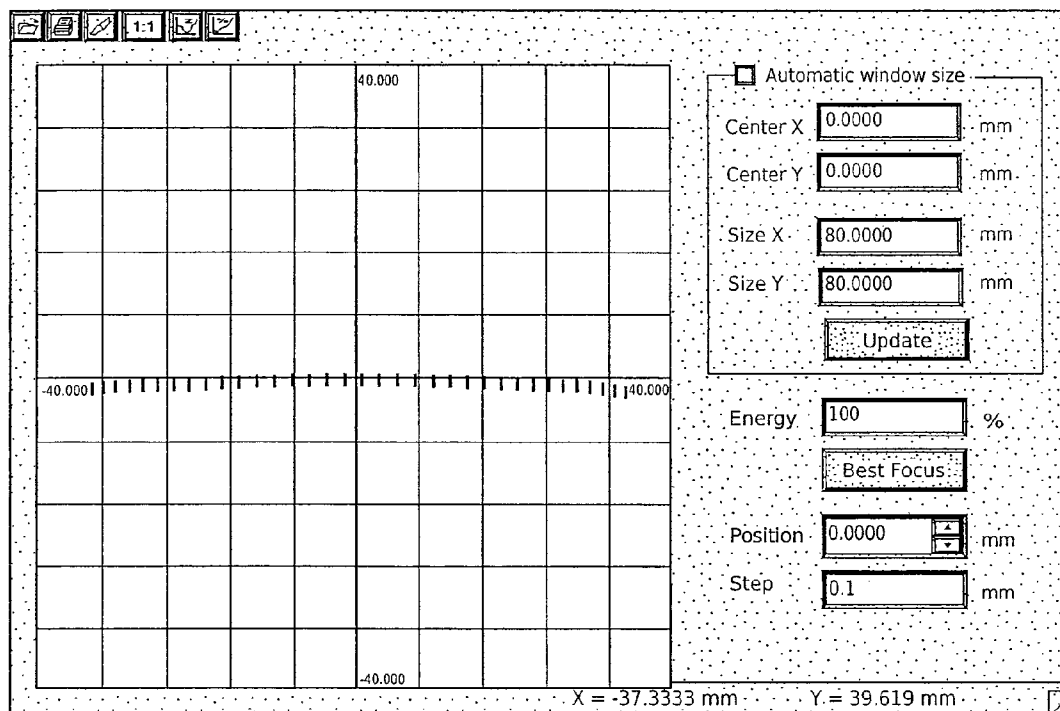 1:1
40.000
-40.000
40.000
-40.000
Automatic window size
Center X 0.0000 mm
Center Y 0.0000 mm
Size X 80.0000 mm
Size Y 80.0000 mm
Update
Energy 100 %
Best Focus
Position 0.0000 mm
Step 0.1 mm
X = -37.3333 mm Y = 39.619 mm